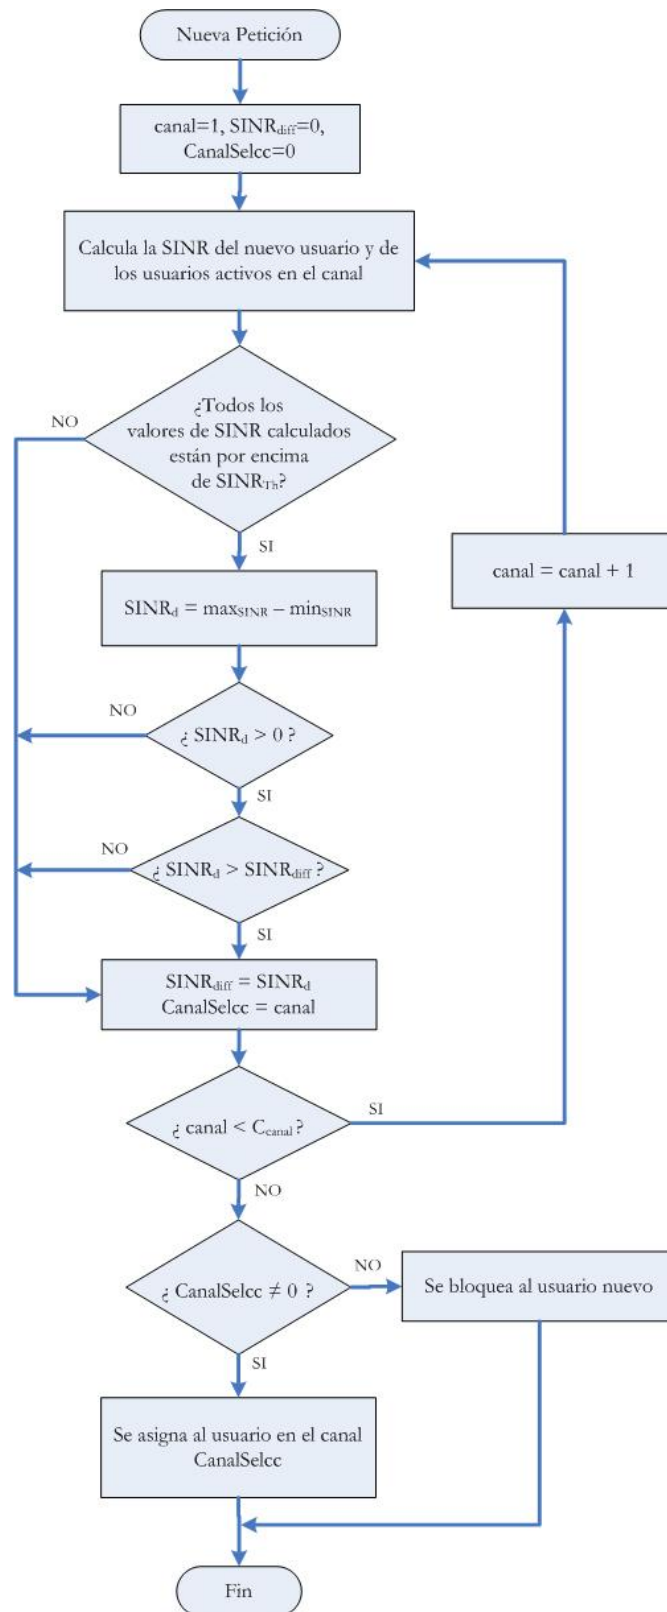 Nueva Petición
canal=1, SINRdiff=0,
CanalSelcc=0
Calcula la SINR del nuevo usuario y de
los usuarios activos en el canal
¿Todos los
valores de SINR calculados
están por encima
de SINRTh?
NO
SI
canal = canal + 1
SINRd = maxSINR – minSINR
NO
¿ SINRd > 0 ?
SI
NO
¿ SINRd > SINRdiff ?
SI
SINRdiff = SINRd
CanalSelcc = canal
¿ canal < Ccanal ?
SI
NO
¿ CanalSelcc ≠ 0 ?
NO
Se bloquea al usuario nuevo
SI
Se asigna al usuario en el canal
CanalSelcc
Fin